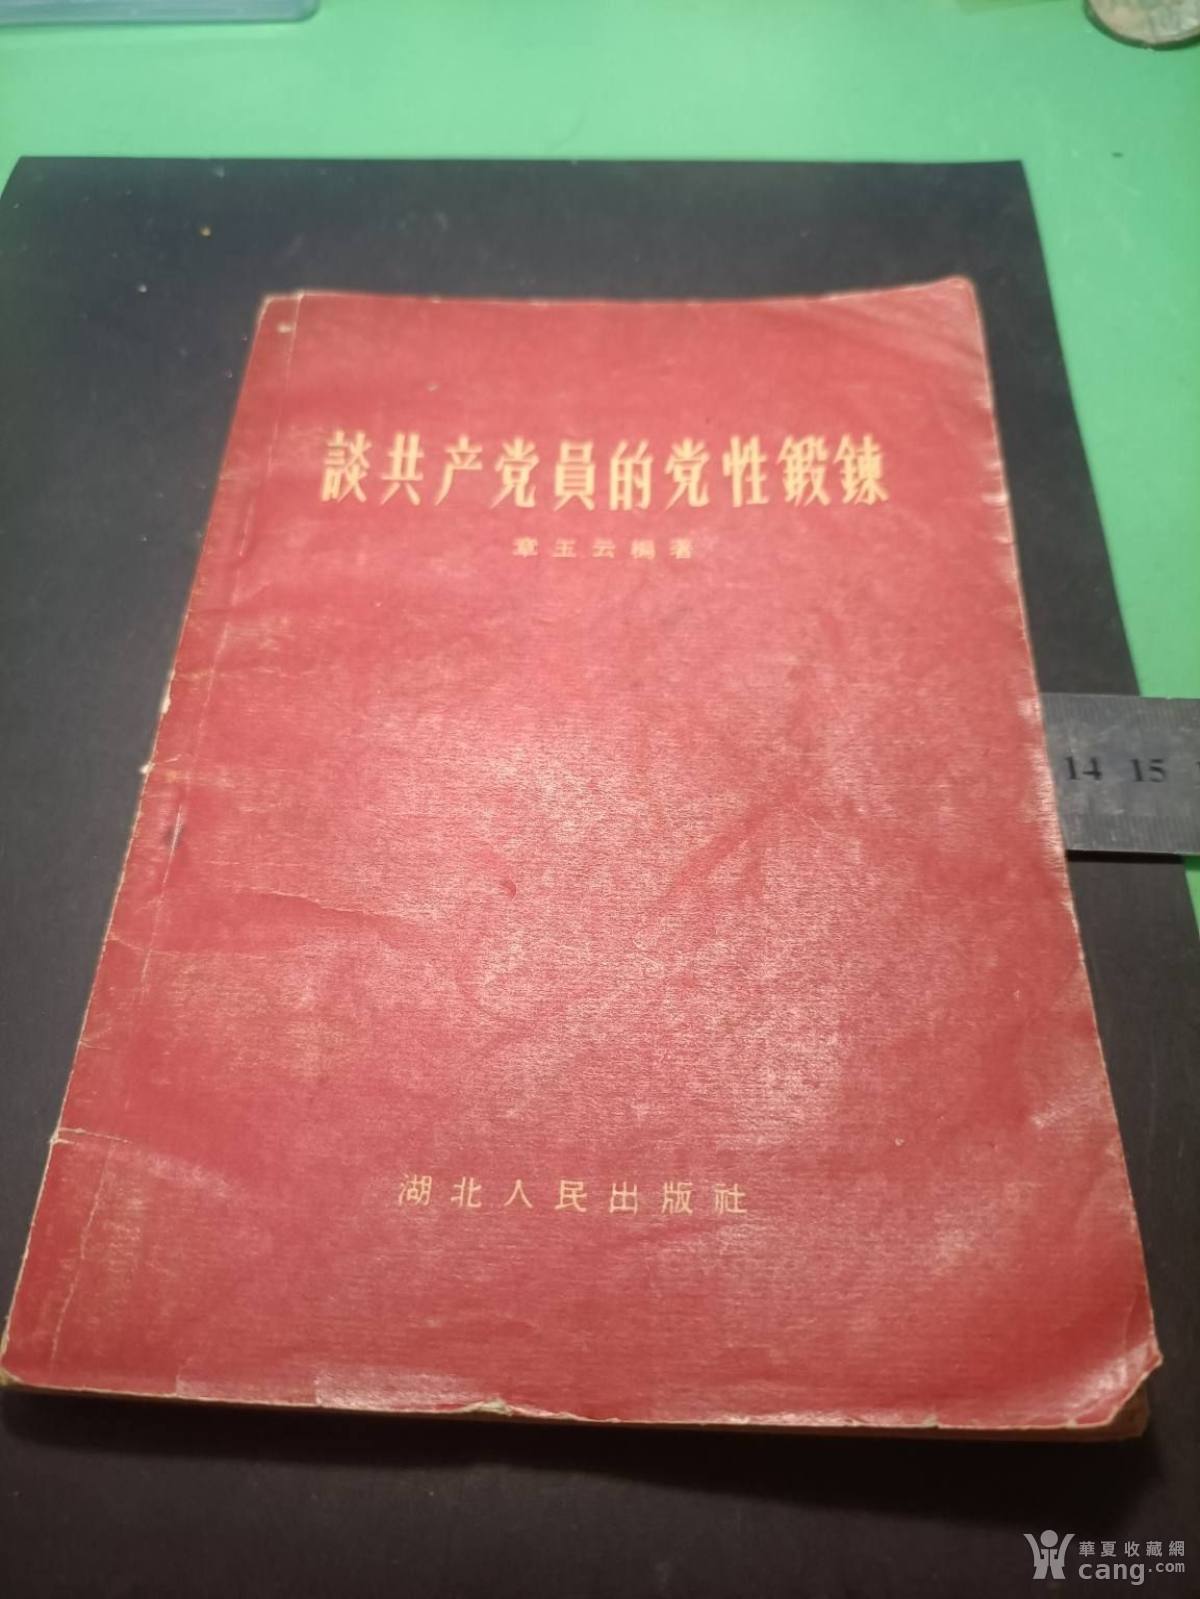 談共产党員的党性鍛鍊
章玉云編著
湖北人民出版社
14 15
華夏收藏網
cang.com